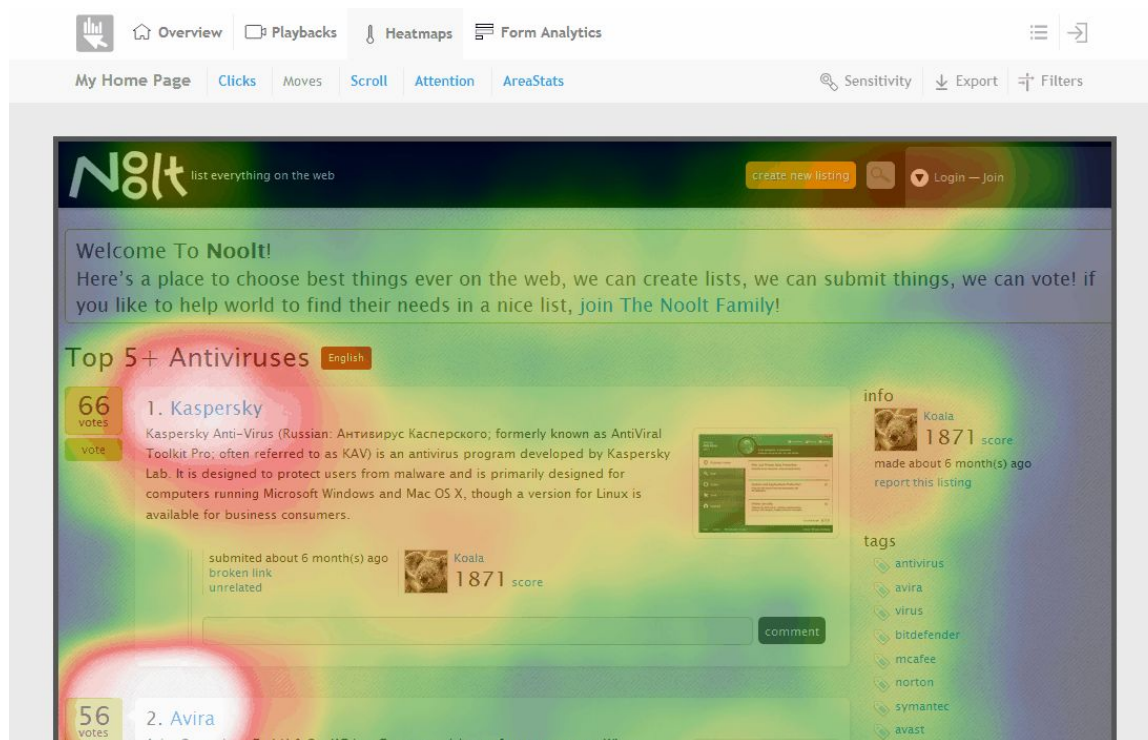 Overview Playbacks Heatmaps Form Analytics
My Home Page Clicks Moves Scroll Attention AreaStats Sensitivity Export Filters
Noolt list everything on the web create new listing Login — Join
Welcome To Noolt!
Here's a place to choose best things ever on the web, we can create lists, we can submit things, we can vote! if
you like to help world to find their needs in a nice list, join The Noolt Family!
Top 5+ Antiviruses English
66
votes
vote
1. Kaspersky
Kaspersky Anti-Virus (Russian: Антивирус Касперского; formerly known as AntiViral
Toolkit Pro; often referred to as KAV) is an antivirus program developed by Kaspersky
Lab. It is designed to protect users from malware and is primarily designed for
computers running Microsoft Windows and Mac OS X, though a version for Linux is
available for business consumers.
submited about 6 month(s) ago
broken link
unrelated
Koala
1871 score
comment
info
Koala
1871 score
made about 6 month(s) ago
report this listing
tags
antivirus
avira
virus
bitdefender
mcafee
norton
symantec
avast
56
votes
2. Avira